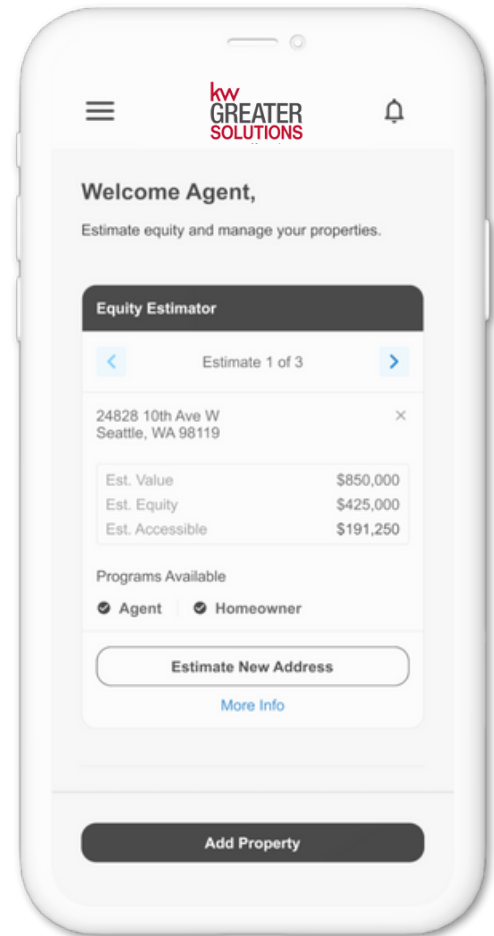 kw
GREATER
SOLUTIONS
Welcome Agent,
Estimate equity and manage your properties.
Equity Estimator
Estimate 1 of 3
24828 10th Ave W
Seattle, WA 98119
Est. Value $850,000
Est. Equity $425,000
Est. Accessible $191,250
Programs Available
Agent Homeowner
Estimate New Address
More Info
Add Property